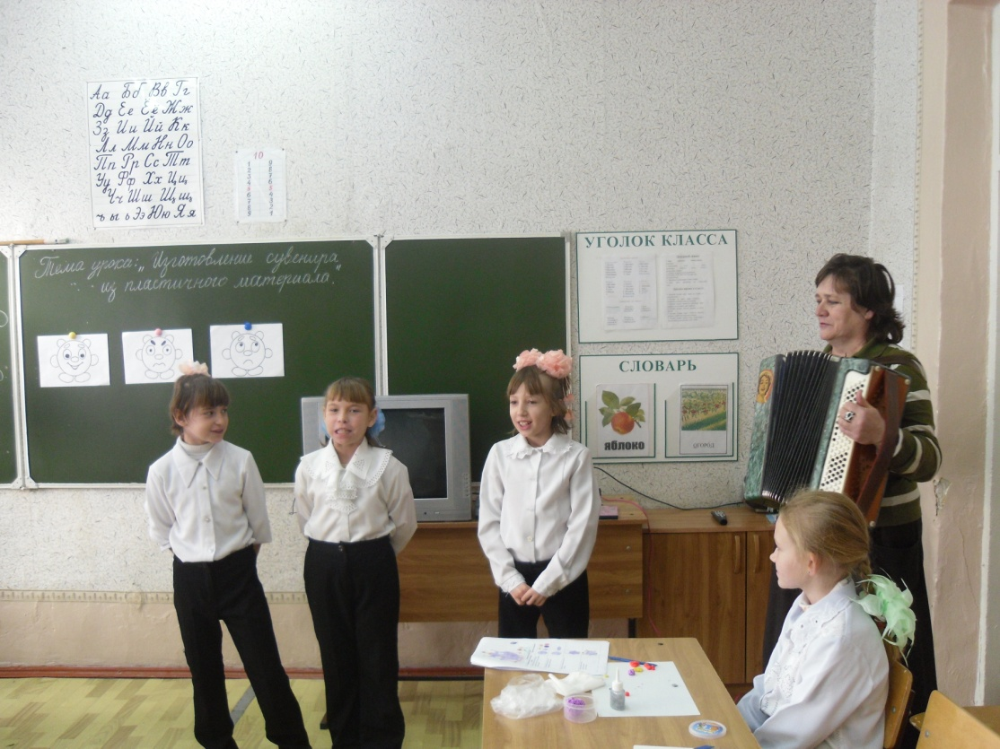 Аа Бб Вв Гг
Дд Ее Ёё Жж
Зз Ии Йй Кк
Лл Мм Нн Оо
Пп Рр Сс Тт
Уу Фф Хх Цц
Чч Шш Щщ
ъ ы ь Ээ Юю Яя
10
Тема урока: „Изготовление сувенира
из пластичного материала."
УГОЛОК КЛАССА
СЛОВАРЬ
яблоко
ОГОРОД